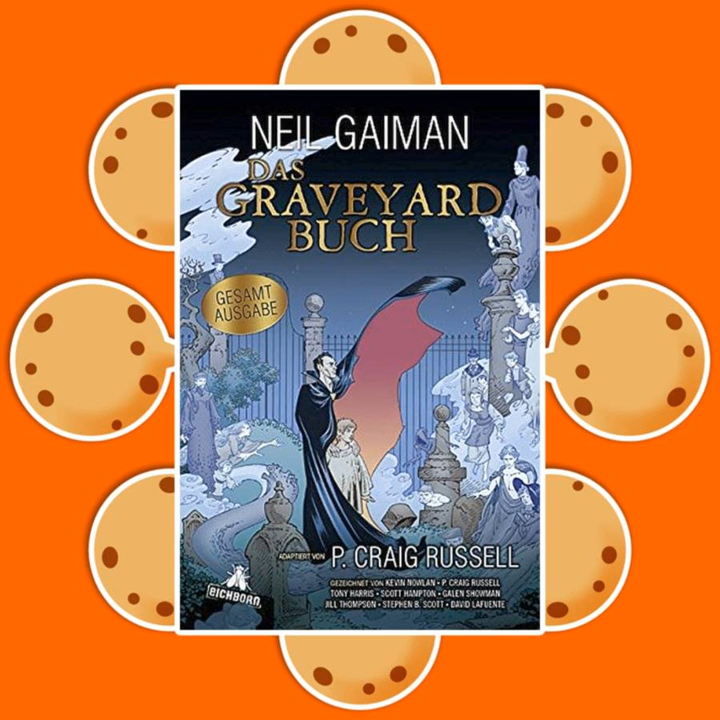 NEIL GAIMAN
DAS
GRAVEYARD
BUCH
GESAMT
AUSGABE
ADAPTIERT VON P. CRAIG RUSSELL
GEZEICHNET VON KEVIN NOWLAN • P. CRAIG RUSSELL
TONY HARRIS • SCOTT HAMPTON • GALEN SHOWMAN
JILL THOMPSON • STEPHEN B. SCOTT • DAVID LAFUENTE
EICHBORN